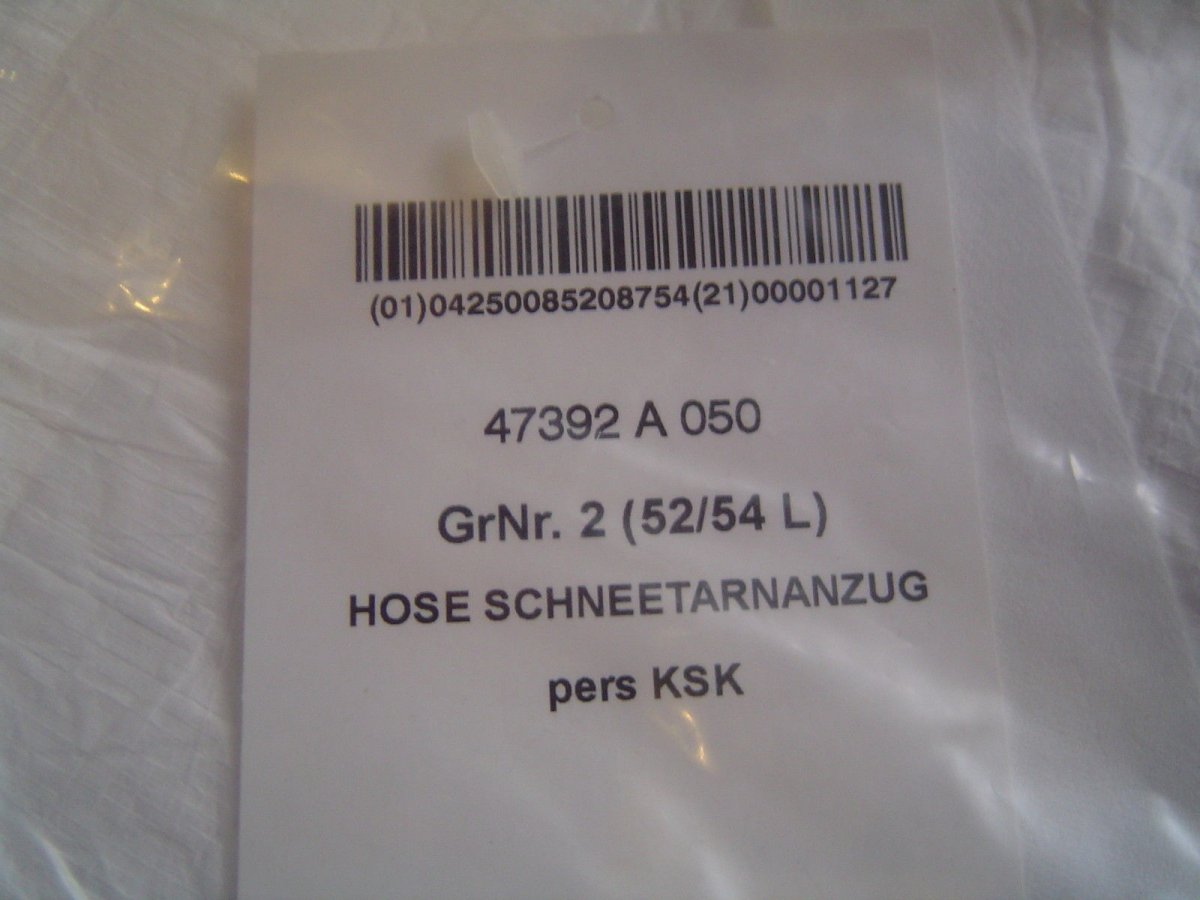 (01)04250085208754(21)00001127
47392 A 050
GrNr. 2 (52/54 L)
HOSE SCHNEETARNANZUG
pers KSK